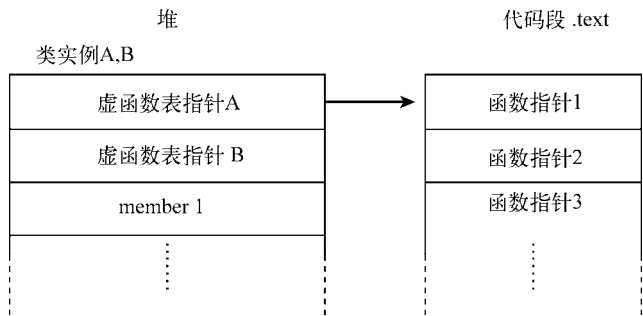 堆
代码段 .text
类实例A,B
虚函数表指针A
函数指针1
虚函数表指针 B
函数指针2
member 1
函数指针3